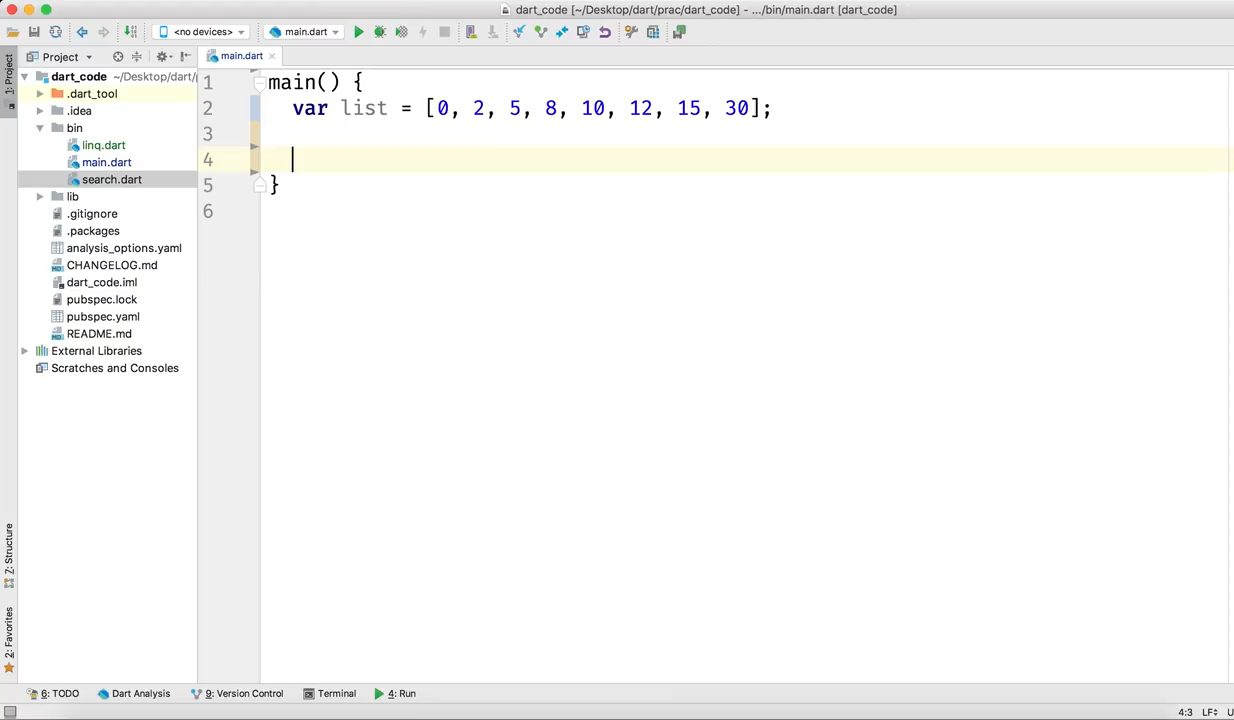 dart_code [~/Desktop/dart/prac/dart_code] - .../bin/main.dart [dart_code]
<no devices> main.dart
Project main.dart
1: Project
dart_code ~/Desktop/dart/
.dart_tool
.idea
bin
linq.dart
main.dart
search.dart
lib
.gitignore
.packages
analysis_options.yaml
CHANGELOG.md
dart_code.iml
pubspec.lock
pubspec.yaml
README.md
External Libraries
Scratches and Consoles
1 main() {
2 var list = [0, 2, 5, 8, 10, 12, 15, 30];
3
4
5 }
6
7: Structure
2: Favorites
6: TODO Dart Analysis 9: Version Control Terminal 4: Run
4:3 LF U